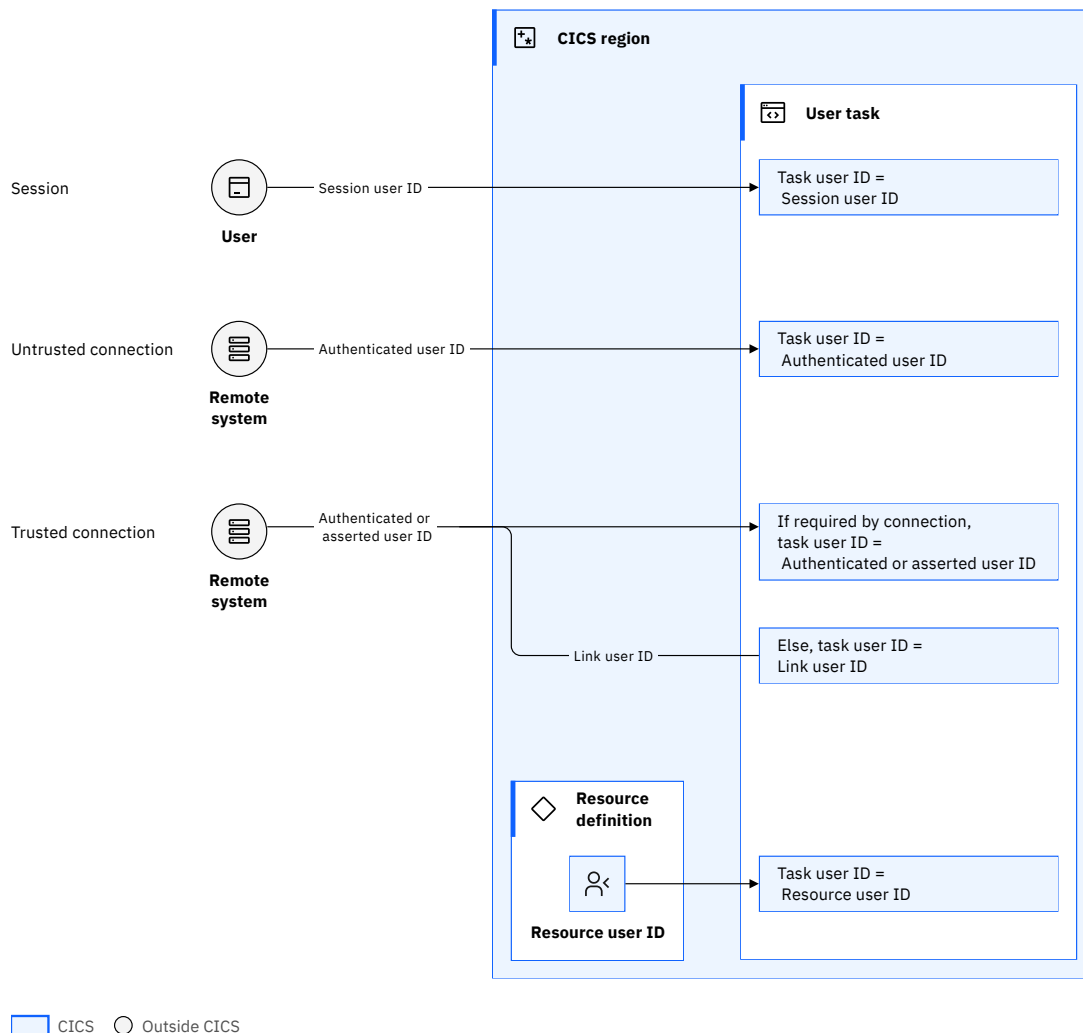 CICS region
User task
Session
Session user ID
Task user ID =
Session user ID
User
Untrusted connection
Authenticated user ID
Task user ID =
Authenticated user ID
Remote
system
Trusted connection
Authenticated or
asserted user ID
If required by connection,
task user ID =
Authenticated or asserted user ID
Remote
system
Link user ID
Else, task user ID =
Link user ID
Resource
definition
Task user ID =
Resource user ID
Resource user ID
CICS
Outside CICS